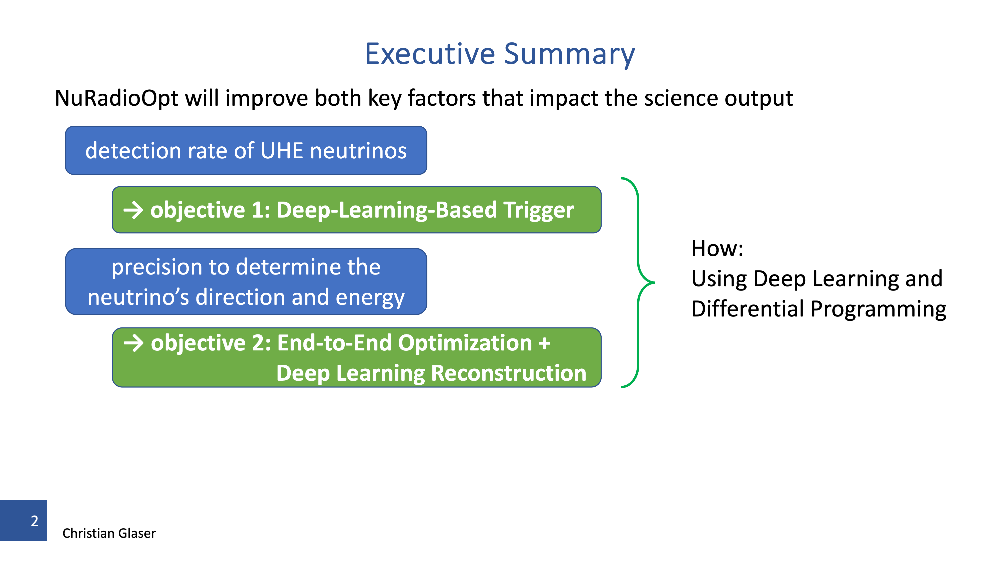 Executive Summary
NuRadioOpt will improve both key factors that impact the science output
detection rate of UHE neutrinos
→ objective 1: Deep-Learning-Based Trigger
precision to determine the
neutrino’s direction and energy
→ objective 2: End-to-End Optimization +
Deep Learning Reconstruction
How:
Using Deep Learning and
Differential Programming
2
Christian Glaser